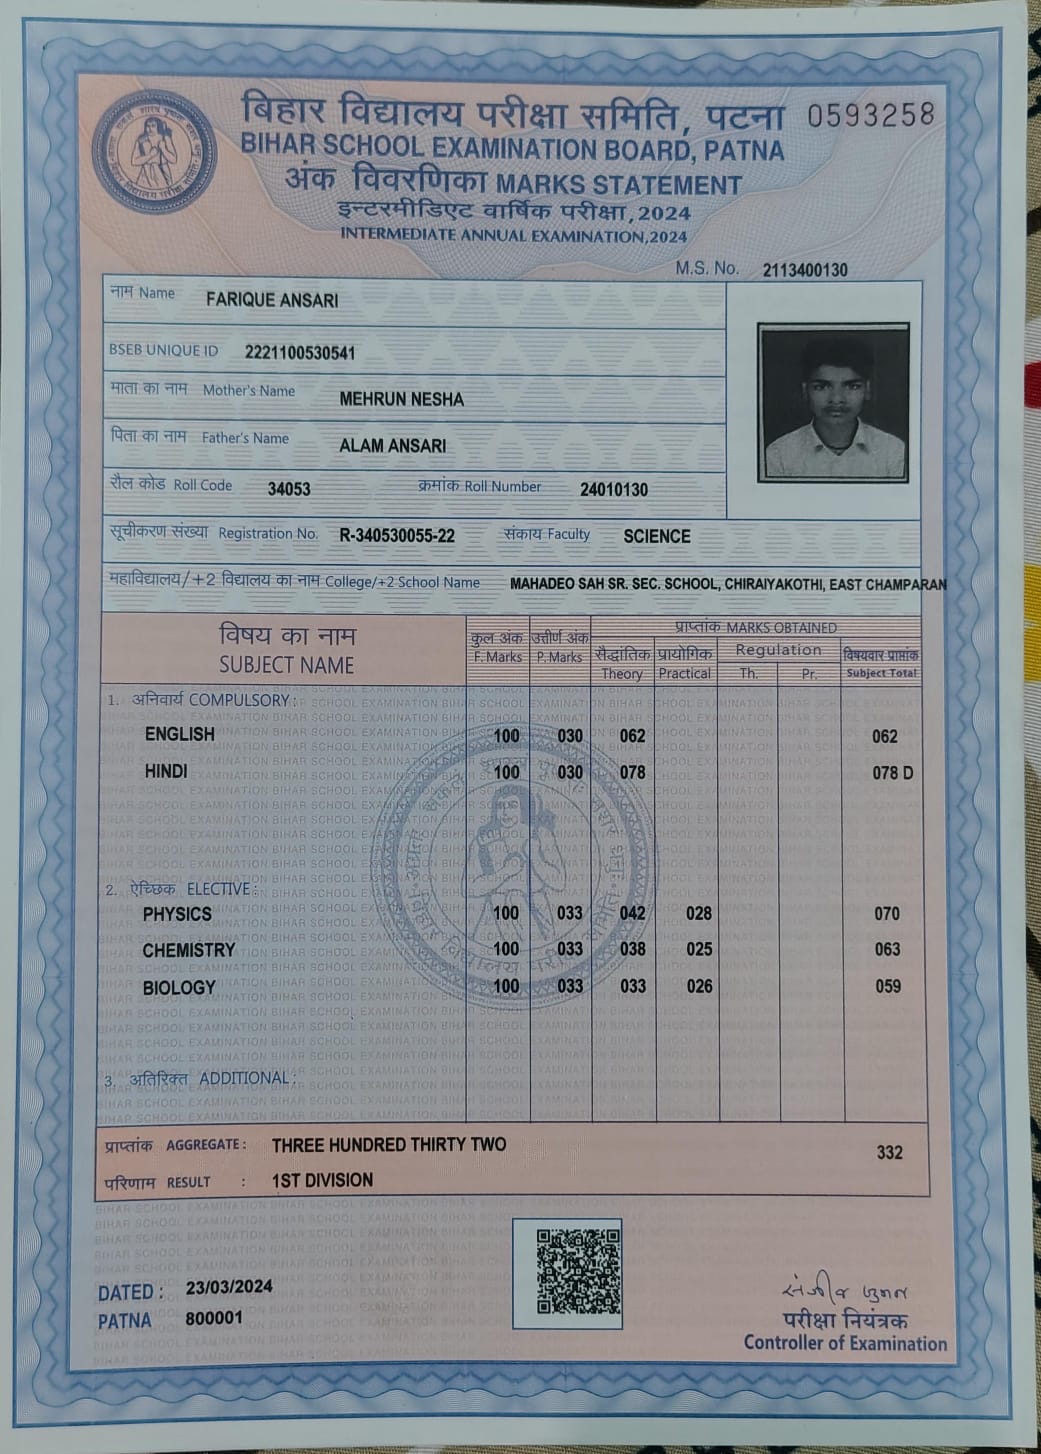 बिहार विद्यालय परीक्षा समिति, पटना 0593258
BIHAR SCHOOL EXAMINATION BOARD, PATNA
अंक विवरणिका MARKS STATEMENT
इन्टरमीडिएट वार्षिक परीक्षा, 2024
INTERMEDIATE ANNUAL EXAMINATION, 2024
M.S. No. 2113400130
नाम Name FARIQUE ANSARI
BSEB UNIQUE ID 2221100530541
माता का नाम Mother's Name MEHRUN NESHA
पिता का नाम Father's Name ALAM ANSARI
रौल कोड Roll Code 34053 क्रमांक Roll Number 24010130
सूचीकरण संख्या Registration No. R-340530055-22 संकाय Faculty SCIENCE
महाविद्यालय/+2 विद्यालय का नाम College/+2 School Name MAHADEO SAH SR. SEC. SCHOOL, CHIRAIYAKOTHI, EAST CHAMPARAN
विषय का नाम कुल अंक उत्तीर्ण अंक प्राप्तांक MARKS OBTAINED
SUBJECT NAME F. Marks P. Marks सैद्धांतिक प्रायोगिक Regulation विषयवार प्राप्तांक
Theory Practical Th. Pr. Subject Total
1. अनिवार्य COMPULSORY:
ENGLISH 100 030 062 062
HINDI 100 030 078 078 D
2. ऐच्छिक ELECTIVE:
PHYSICS 100 033 042 028 070
CHEMISTRY 100 033 038 025 063
BIOLOGY 100 033 033 026 059
3. अतिरिक्त ADDITIONAL:
प्राप्तांक AGGREGATE: THREE HUNDRED THIRTY TWO 332
परिणाम RESULT : 1ST DIVISION
DATED : 23/03/2024
PATNA 800001
परीक्षा नियंत्रक
Controller of Examination